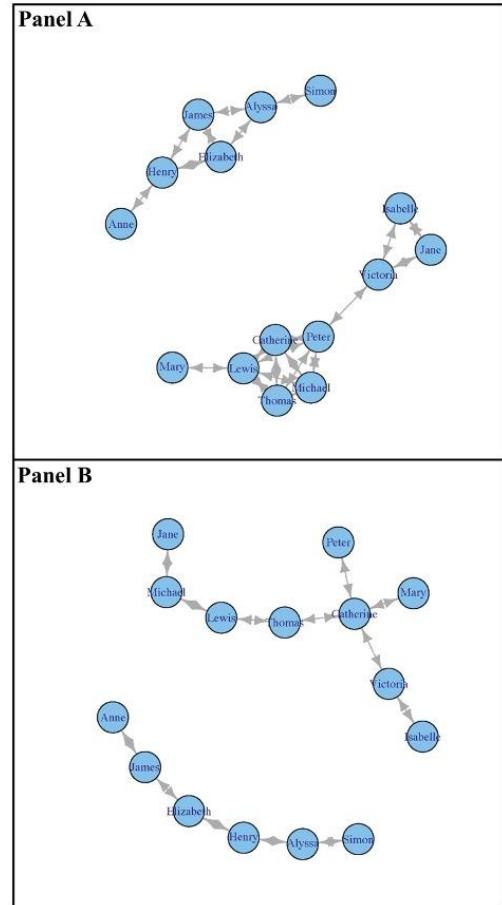 Panel A
Simon
Alyssa
James
Elizabeth
Henry
Anne
Isabelle
Jane
Victoria
Catherine
Peter
Mary
Lewis
Michael
Thomas
Panel B
Jane
Peter
Michael
Mary
Lewis
Thomas
Catherine
Victoria
Anne
Isabelle
James
Elizabeth
Henry
Alyssa
Simon